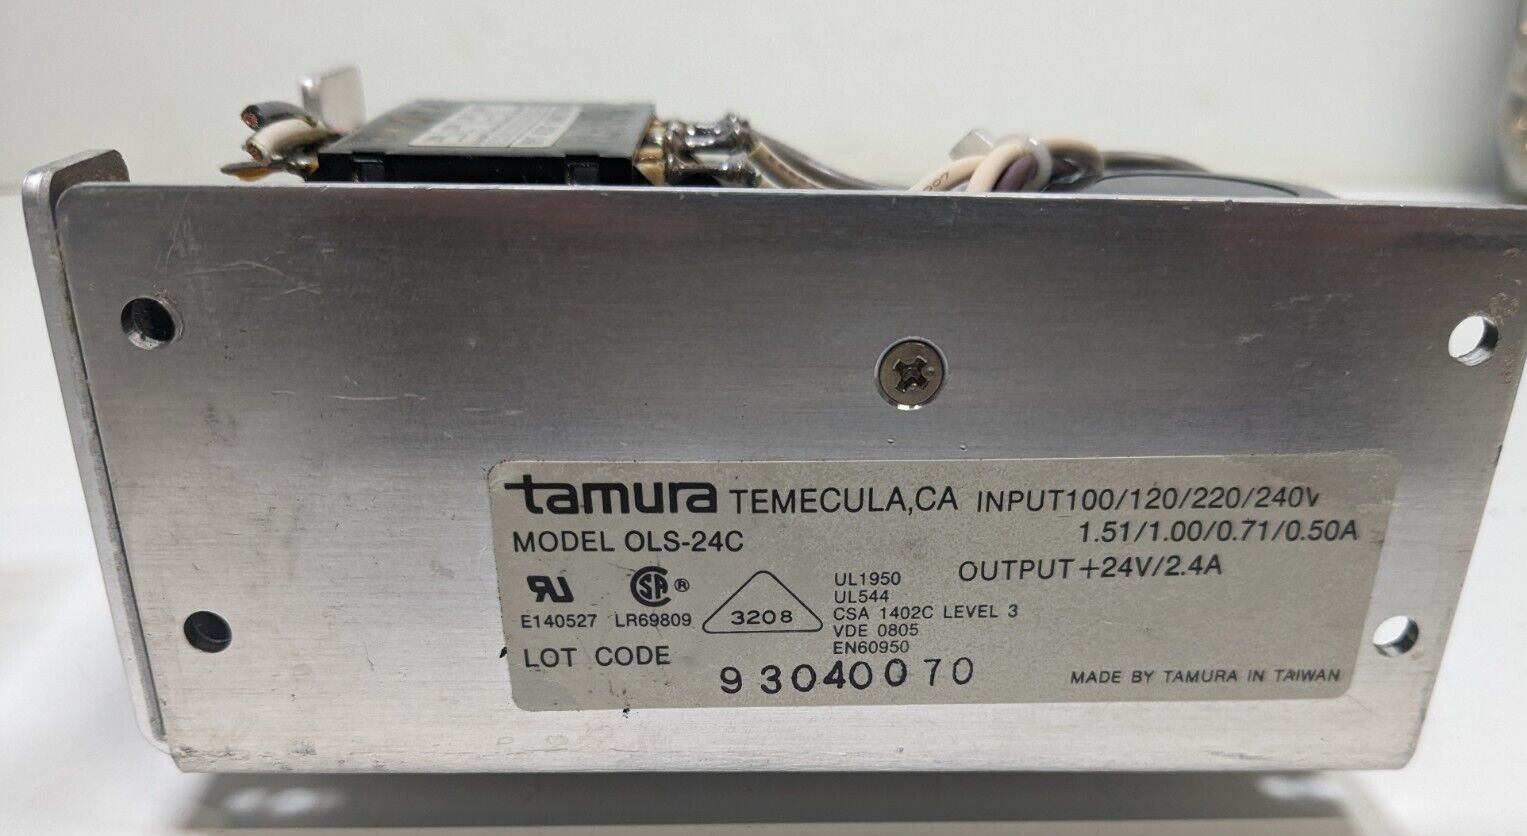 tamura TEMECULA,CA INPUT100/120/220/240V
1.51/1.00/0.71/0.50A
MODEL OLS-24C
OUTPUT+24V/2.4A
RU SA ®
E140527 LR69809
3208
UL1950
UL544
CSA 1402C LEVEL 3
VDE 0805
EN60950
LOT CODE
93040070
MADE BY TAMURA IN TAIWAN